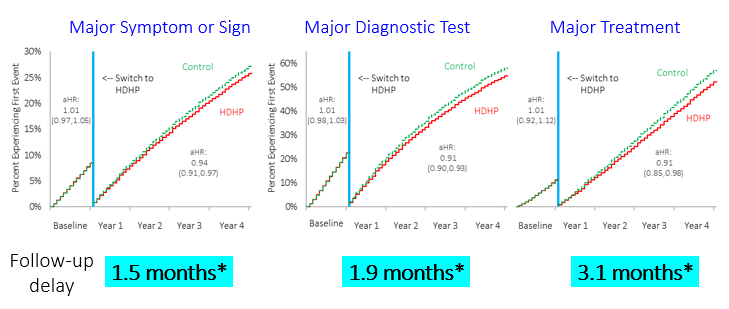 Major Symptom or Sign
Percent Experiencing First Event
30%
25%
20%
15%
10%
5%
0%
aHR:
1.01
(0.97,1.05)
<-- Switch to
HDHP
Control
HDHP
aHR:
0.94
(0.91,0.97)
Baseline
Year 1
Year 2
Year 3
Year 4
Major Diagnostic Test
Percent Experiencing First Event
60%
50%
40%
30%
20%
10%
0%
aHR:
1.01
(0.98,1.03)
<-- Switch to
HDHP
Control
HDHP
aHR:
0.91
(0.90,0.93)
Baseline
Year 1
Year 2
Year 3
Year 4
Major Treatment
aHR:
1.01
(0.92,1.12)
<-- Switch to
HDHP
Control
HDHP
aHR:
0.91
(0.85,0.98)
Baseline
Year 1
Year 2
Year 3
Year 4
Follow-up
delay
1.5 months*
1.9 months*
3.1 months*